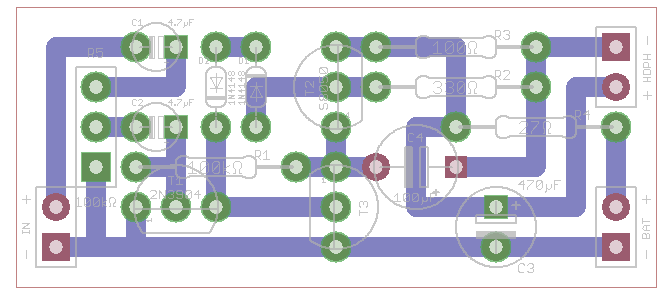 C1 4.7µF
R5
D2
1N4148
D1
1N4148
T2
S8050
R3
100Ω
HDPH
− +
R2
330Ω
C2 4.7µF
R4
27Ω
C4
100µF
+
R1
100kΩ
T1
2N3904
100kΩ
IN
+ −
T3
470µF
+
C3
BAT
+ −